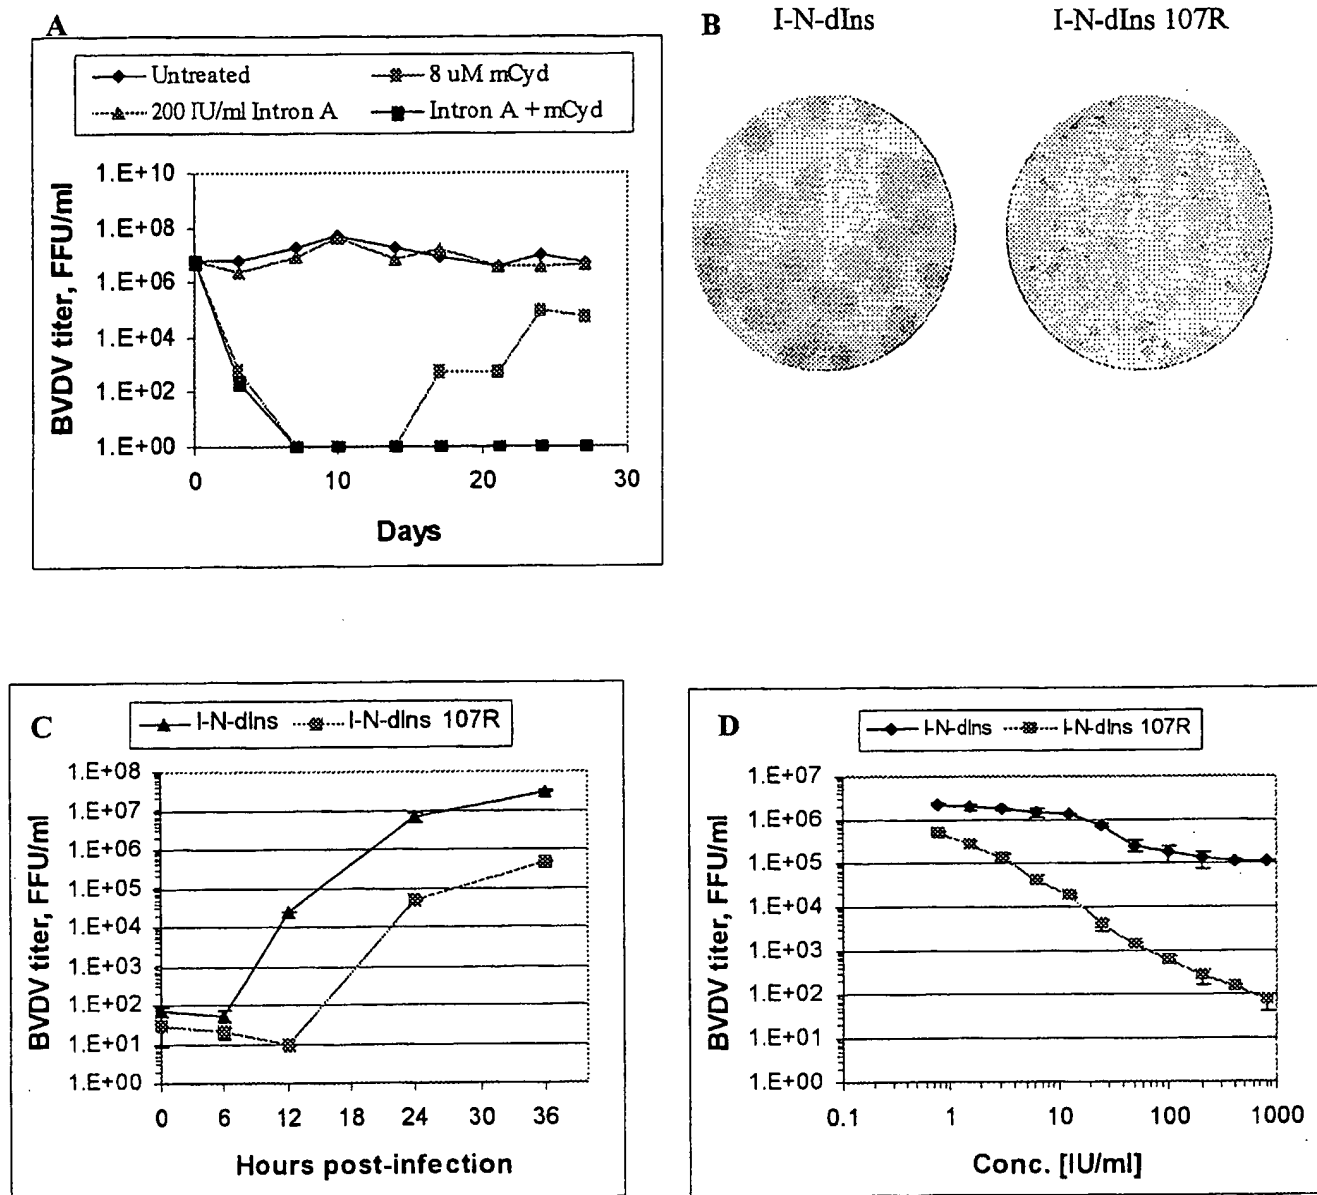 A
Untreated
8 uM mCyd
200 IU/ml Intron A
Intron A + mCyd
BVDV titer, FFU/ml
1.E+10
1.E+08
1.E+06
1.E+04
1.E+02
1.E+00
0 10 20 30
Days
B
I-N-dIns
I-N-dIns 107R
C
I-N-dIns
I-N-dIns 107R
BVDV titer, FFU/ml
1.E+08
1.E+07
1.E+06
1.E+05
1.E+04
1.E+03
1.E+02
1.E+01
1.E+00
0 6 12 18 24 30 36
Hours post-infection
D
I-N-dIns
I-N-dIns 107R
BVDV titer, FFU/ml
1.E+07
1.E+06
1.E+05
1.E+04
1.E+03
1.E+02
1.E+01
1.E+00
0.1 1 10 100 1000
Conc. [IU/ml]